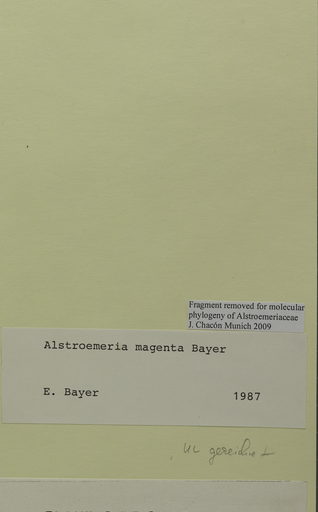 Fragment removed for molecular
phylogeny of Alstroemeriaceae
J. Chacón Munich 2009
Alstroemeria magenta Bayer
E. Bayer 1987